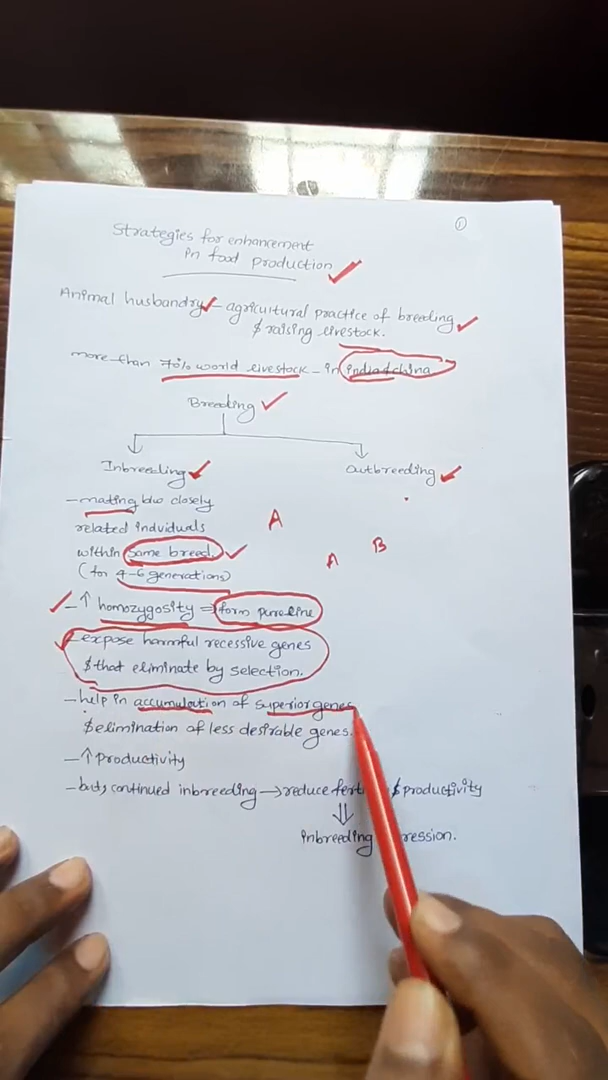 ①
Strategies for enhancement
in food production
Animal husbandry - agricultural practice of breeding
$ raising livestock.
more than 70% world livestock - in india & china
Breeding
Inbreeding
Outbreeding
- mating b/w closely
related indviduals
within same breed.
(for 4-6 generations)
A
B
A
- ↑ homozygosity ⇒ form pureline
- expose harmful recessive genes
$ that eliminate by selection.
- help in accumulation of superior genes
$ elimination of less desirable genes.
- ↑ productivity
- but, continued inbreeding → reduce $ productivity
⇓
inbreeding